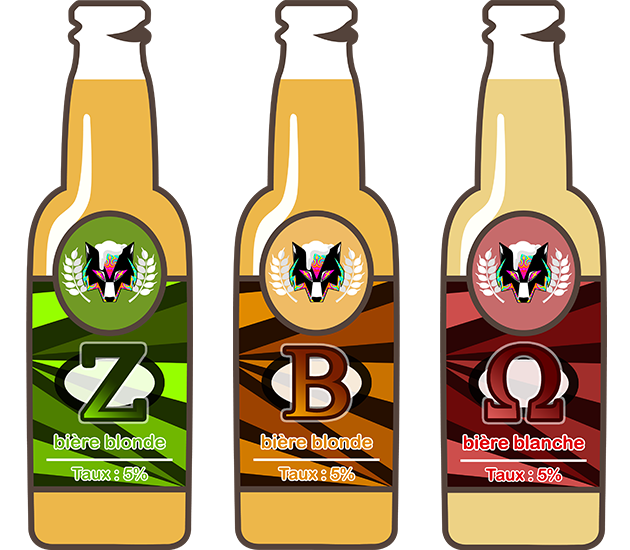 Z
bière blonde
Taux : 5%
B
bière blonde
Taux : 5%
Ω
bière blanche
Taux : 5%